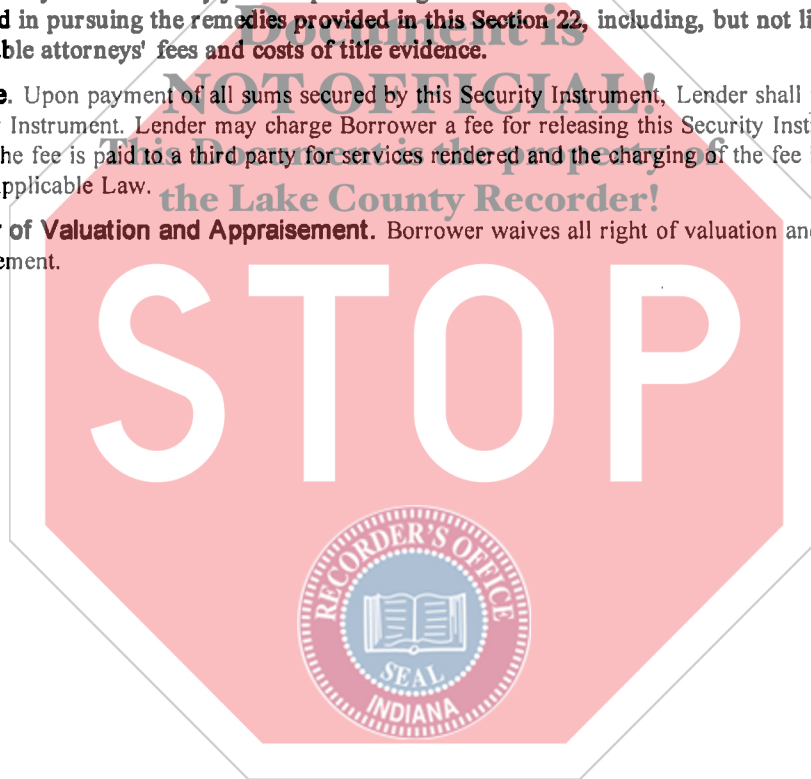 Document is
d in pursuing the remedies provided in this Section 22, including, but not li
ble attorneys' fees and costs of title evidence.
NOT OFFICIAL!
e. Upon payment of all sums secured by this Security Instrument, Lender shall
Instrument. Lender may charge Borrower a fee for releasing this Security Inst
This Document is the property of
he fee is paid to a third party for services rendered and the charging of the fee
pplicable Law.
the Lake County Recorder!
r of Valuation and Appraisement. Borrower waives all right of valuation and
ement.
STOP
RECORDER'S OFFICE
SEAL
INDIANA